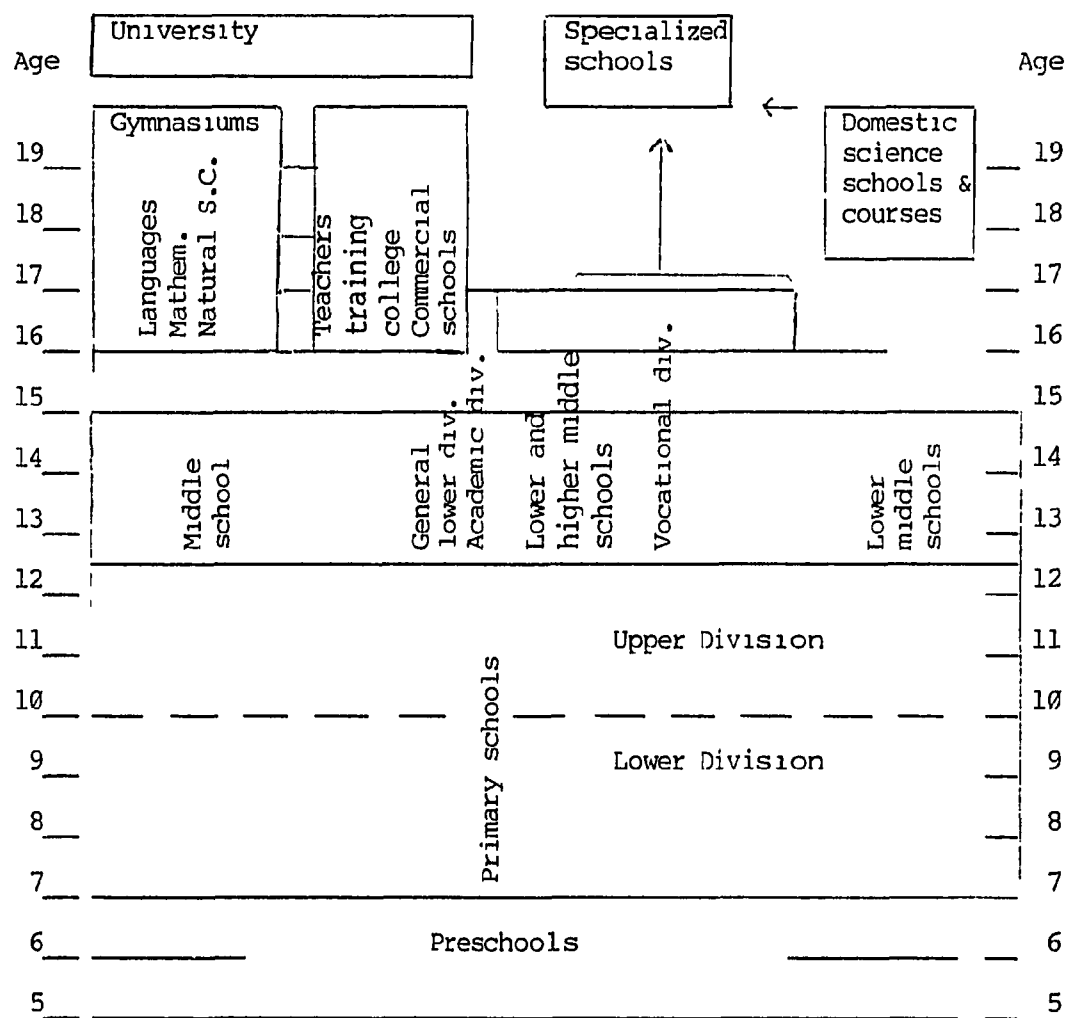 University
Specialized
schools
Age
Age
Gymnasiums
Languages
Mathem.
Natural S.C.
Teachers
training
college
Commercial
schools
Domestic
science
schools &
courses
19
19
18
18
17
17
16
16
15
15
14
14
13
13
12
12
11
11
10
10
9
9
8
8
7
7
6
6
5
5
Middle
school
General
lower div.
Academic div.
Lower and
higher middle
schools
Vocational div.
Lower
middle
schools
Upper Division
Primary schools
Lower Division
Preschools